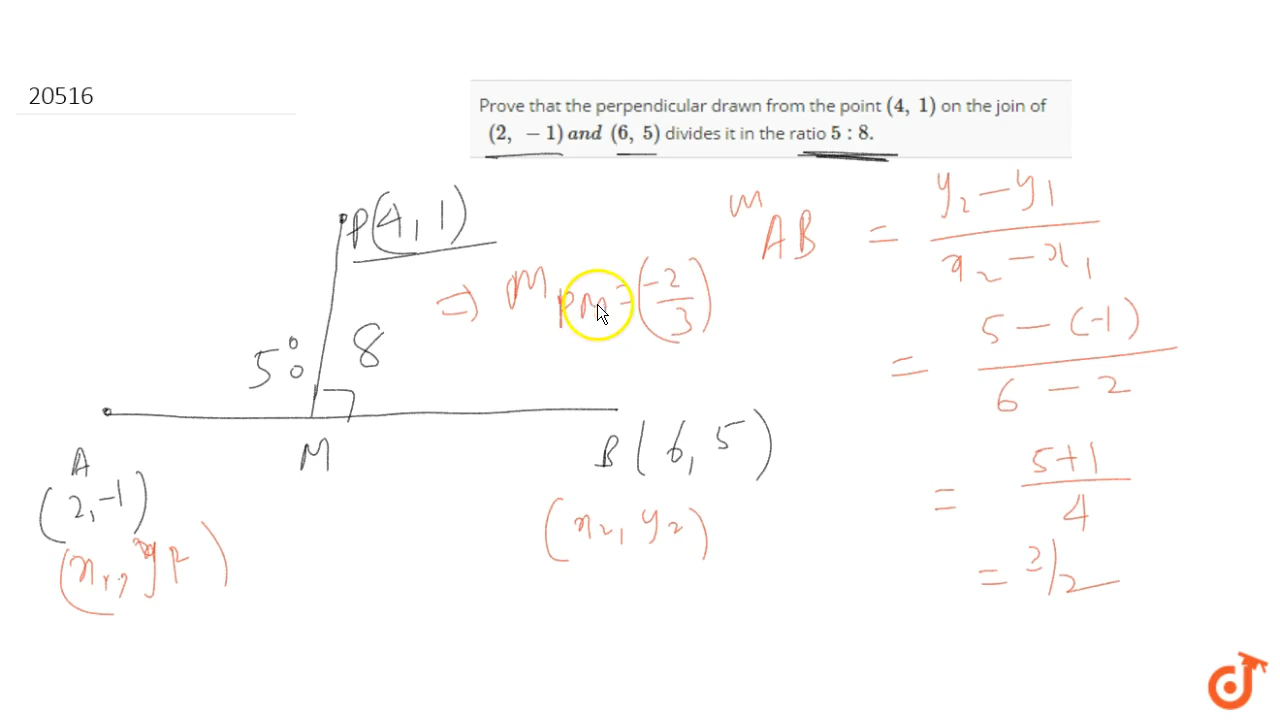 20516
Prove that the perpendicular drawn from the point (4, 1) on the join of
(2, −1) and (6, 5) divides it in the ratio 5 : 8.
P(4, 1)
⇒ m PM = (-2/3)
5 : 8
A
M
B (6, 5)
(2, -1)
(x₂, y₂)
m AB = y₂ - y₁ / x₂ - x₁
= 5 - (-1) / 6 - 2
= 5+1 / 4
= 3/2